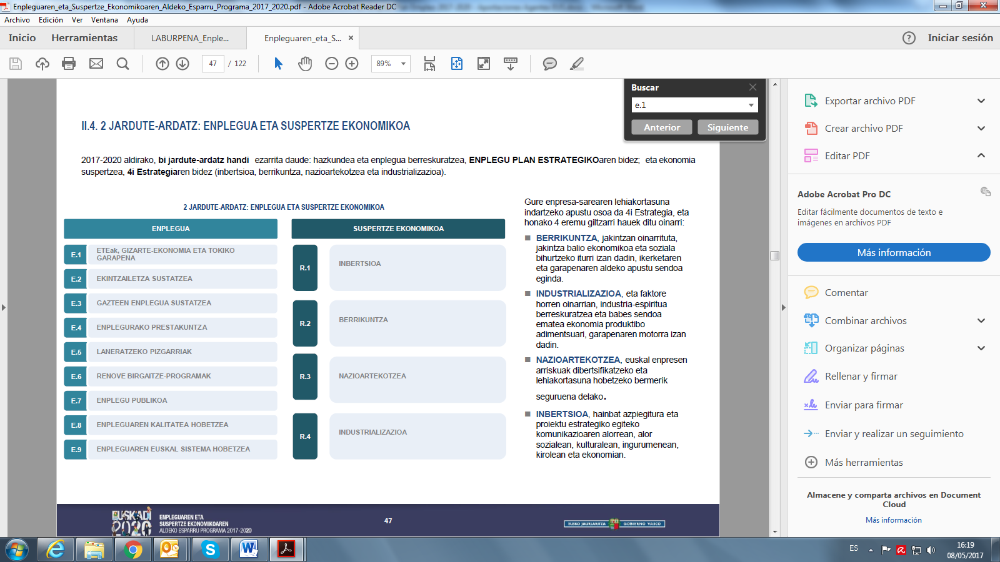 Enpleguaren_eta_Suspertze_Ekonomikoaren_Aldeko_Esparru_Programa_2017_2020.pdf - Adobe Acrobat Reader DC
Archivo Edición Ver Ventana Ayuda
Inicio Herramientas LABURPENA_Enple... Enpleguaren_eta_S... × ? Iniciar sesión
47 / 122 89%
Buscar
e.1
Anterior Siguiente
II.4. 2 JARDUTE-ARDATZ: ENPLEGUA ETA SUSPERTZE EKONOMIKOA
2017-2020 aldirako, bi jardute-ardatz handi ezarrita daude: hazkundea eta enplegua berreskuratzea, ENPLEGU PLAN ESTRATEGIKOaren bidez; eta ekonomia
suspertzea, 4i Estrategiaren bidez (inbertsioa, berrikuntza, nazioartekotzea eta industrializazioa).
2 JARDUTE-ARDATZ: ENPLEGUA ETA SUSPERTZE EKONOMIKOA
ENPLEGUA
E.1 ETEak, GIZARTE-EKONOMIA ETA TOKIKO
GARAPENA
E.2 EKINTZAILETZA SUSTATZEA
E.3 GAZTEEN ENPLEGUA SUSTATZEA
E.4 ENPLEGURAKO PRESTAKUNTZA
E.5 LANERATZEKO PIZGARRIAK
E.6 RENOVE BIRGAITZE-PROGRAMAK
E.7 ENPLEGU PUBLIKOA
E.8 ENPLEGUAREN KALITATEA HOBETZEA
E.9 ENPLEGUAREN EUSKAL SISTEMA HOBETZEA
SUSPERTZE EKONOMIKOA
R.1 INBERTSIOA
R.2 BERRIKUNTZA
R.3 NAZIOARTEKOTZEA
R.4 INDUSTRIALIZAZIOA
Gure enpresa-sarearen lehiakortasuna
indartzeko apustu osoa da 4i Estrategia, eta
honako 4 eremu giltzarri hauek ditu oinarri:
BERRIKUNTZA, jakintzan oinarrituta,
jakintza balio ekonomikoa eta soziala
bihurtzeko iturri izan dadin, ikerketaren
eta garapenaren aldeko apustu sendoa
eginda.
INDUSTRIALIZAZIOA, eta faktore
horren oinarrian, industria-espiritua
berreskuratzea eta babes sendoa
ematea ekonomia produktibo
adimentsuari, garapenaren motorra izan
dadin.
NAZIOARTEKOTZEA, euskal enpresen
arriskuak dibertsifikatzeko eta
lehiakortasuna hobetzeko bermerik
seguruena delako.
INBERTSIOA, hainbat azpiegitura eta
proiektu estrategiko egiteko
komunikazioaren alorrean, alor
sozialean, kulturalean, ingurumenean,
kirolean eta ekonomian.
EUSKADI
2020
ENPLEGUAREN ETA
SUSPERTZE EKONOMIKOAREN
ALDEKO ESPARRU PROGRAMA 2017-2020
47
EUSKO JAURLARITZA GOBIERNO VASCO
Exportar archivo PDF
Crear archivo PDF
Editar PDF
Adobe Acrobat Pro DC
Editar fácilmente documentos de texto e
imágenes en archivos PDF
Más información
Comentar
Combinar archivos
Organizar páginas
Rellenar y firmar
Enviar para firmar
Enviar y realizar un seguimiento
Más herramientas
Almacene y comparta archivos en Document
Cloud
Más información
ES
16:19
08/05/2017